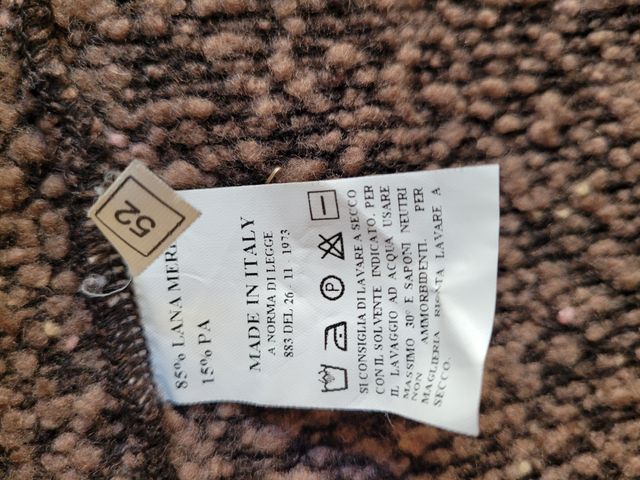 52
85% LANA
15% PA
MADE IN ITALY
A NORMA DI LEGGE
883 DEL 26 - 11 - 1973
P
SI CONSIGLIA DI LAVARE A SECCO
CON IL SOLVENTE INDICATO. PER
IL LAVAGGIO AD ACQUA USARE
MASSIMO 30° E SAPONI NEUTRI
NON AMMORBIDENTI. PER
MAGLIERIA LAVARE A
SECCO.